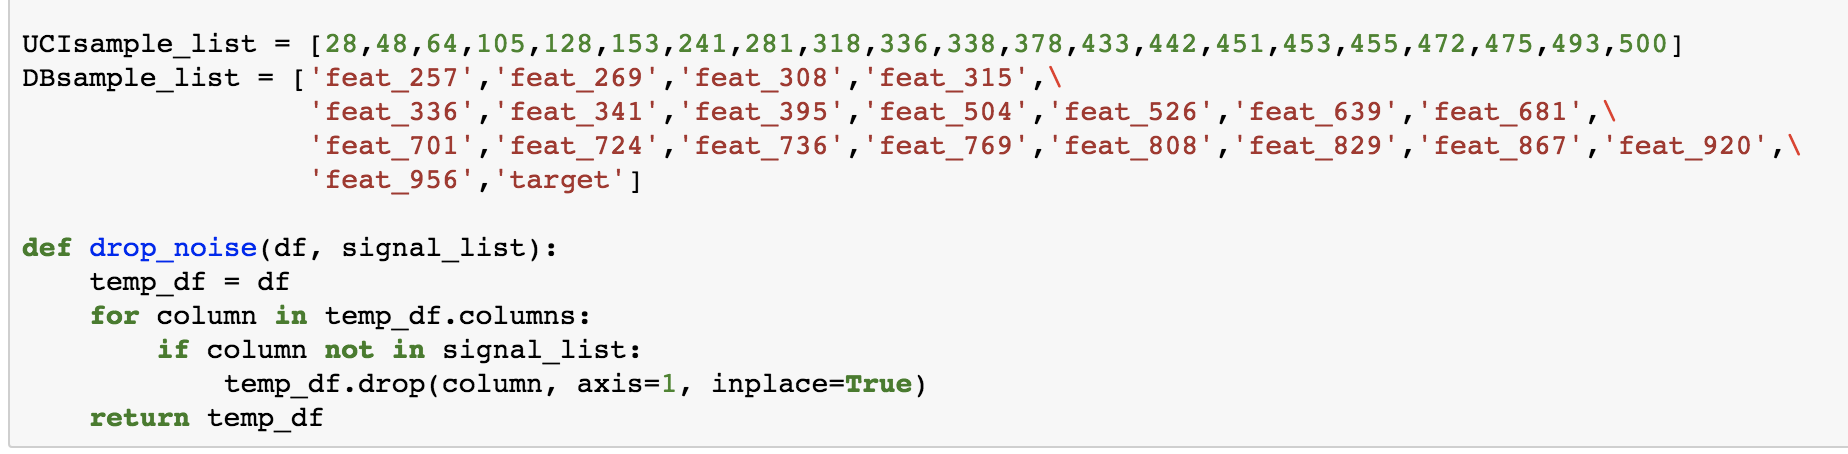 UCIsample_list = [28,48,64,105,128,153,241,281,318,336,338,378,433,442,451,453,455,472,475,493,500]
DBsample_list = ['feat_257','feat_269','feat_308','feat_315',\
                 'feat_336','feat_341','feat_395','feat_504','feat_526','feat_639','feat_681',\
                 'feat_701','feat_724','feat_736','feat_769','feat_808','feat_829','feat_867','feat_920',\
                 'feat_956','target']

def drop_noise(df, signal_list):
    temp_df = df
    for column in temp_df.columns:
        if column not in signal_list:
            temp_df.drop(column, axis=1, inplace=True)
    return temp_df